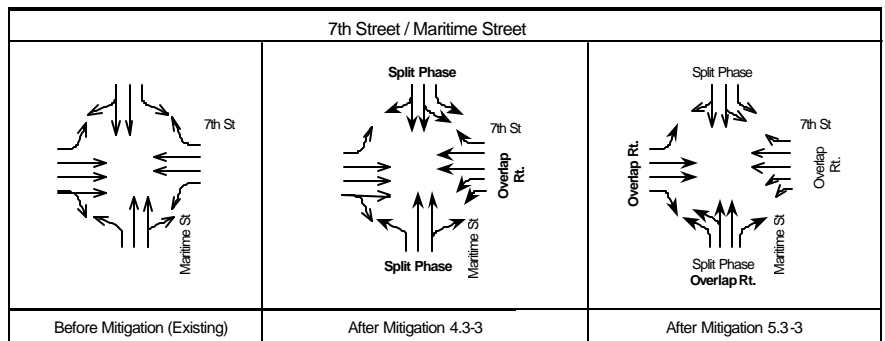 7th Street / Maritime Street
7th St
Maritime St
Before Mitigation (Existing)
Split Phase
7th St
Overlap
Rt.
Split Phase
Maritime St
After Mitigation 4.3-3
Split Phase
7th St
Overlap Rt.
Overlap
Rt.
Split Phase
Overlap Rt.
Maritime St
After Mitigation 5.3-3